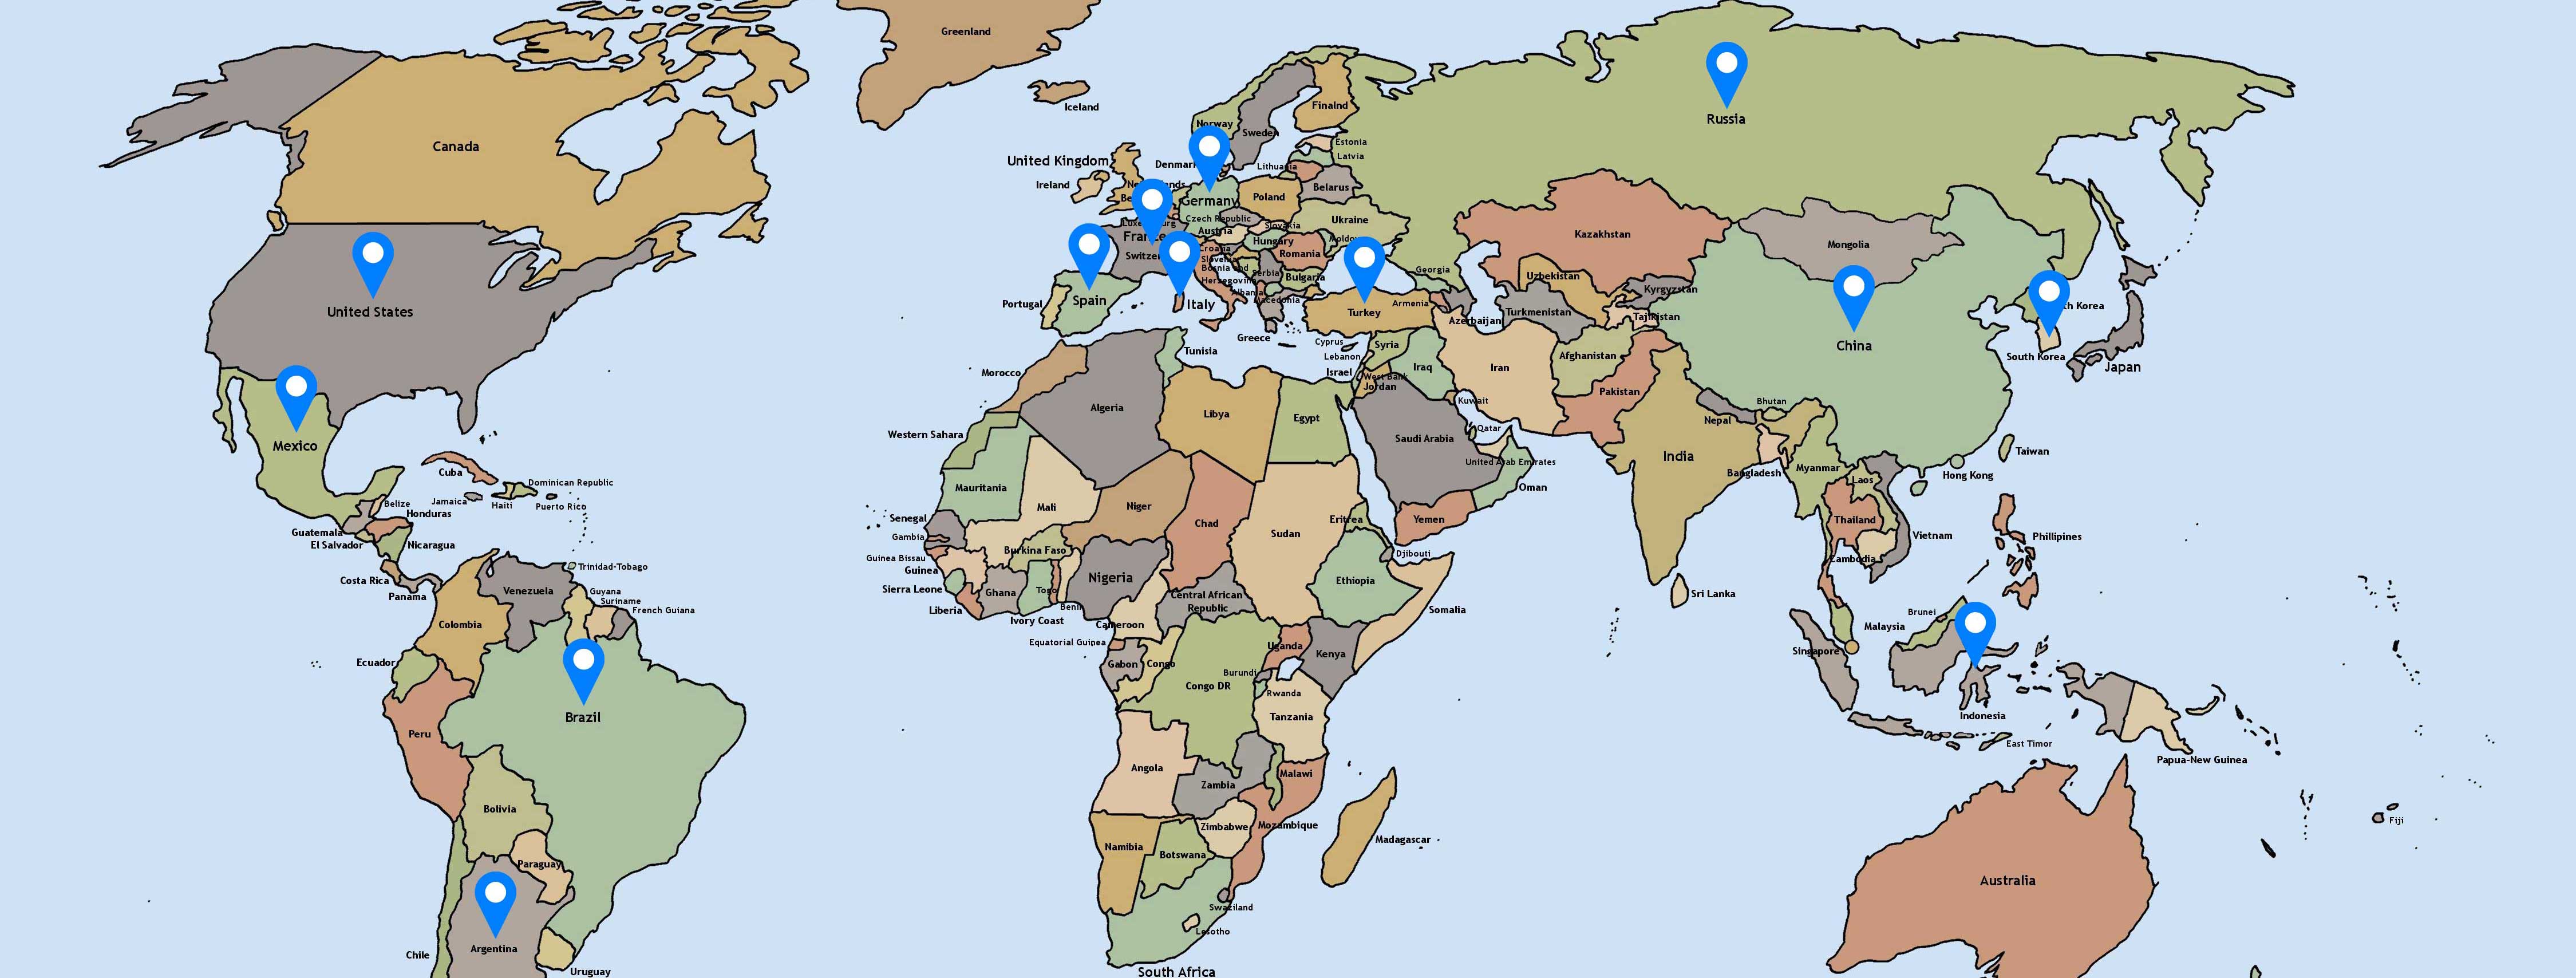 Greenland
Iceland
Canada
United States
Mexico
Cuba
Jamaica
Haiti
Dominican Republic
Puerto Rico
Belize
Honduras
Guatemala
El Salvador
Nicaragua
Costa Rica
Panama
Trinidad-Tobago
Venezuela
Guyana
Suriname
French Guiana
Colombia
Ecuador
Brazil
Peru
Bolivia
Paraguay
Argentina
Chile
Uruguay
Norway
Sweden
Finalnd
Estonia
Latvia
Lithuania
United Kingdom
Ireland
Belarus
Poland
Germany
Czech Republic
Slovakia
Ukraine
Austria
Hungary
Romania
Croatia
Slovenia
Bosnia and
Herzegovina
Serbia
Bulgaria
Albania
Macedonia
Spain
Portugal
Italy
Greece
Turkey
Cyprus
Georgia
Armenia
Azerbaijan
Russia
Kazakhstan
Uzbekistan
Turkmenistan
Kyrgyzstan
Tajikistan
Mongolia
China
South Korea
Japan
Taiwan
Hong Kong
Syria
Lebanon
Israel
West Bank
Jordan
Iraq
Iran
Kuwait
Afghanistan
Pakistan
Saudi Arabia
Qatar
United Arab Emirates
Oman
Yemen
India
Nepal
Bhutan
Bangladesh
Myanmar
Laos
Thailand
Vietnam
Cambodia
Phillipines
Sri Lanka
Brunei
Malaysia
Singapore
Indonesia
East Timor
Papua-New Guinea
Australia
Fiji
Morocco
Tunisia
Algeria
Libya
Egypt
Western Sahara
Mauritania
Mali
Niger
Chad
Sudan
Eritrea
Djibouti
Senegal
Gambia
Guinea Bissau
Guinea
Sierra Leone
Liberia
Burkina Faso
Ghana
Ivory Coast
Togo
Benin
Nigeria
Cameroon
Central African
Republic
Ethiopia
Somalia
Equatorial Guinea
Gabon
Congo
Congo DR
Uganda
Kenya
Burundi
Rwanda
Tanzania
Angola
Zambia
Malawi
Mozambique
Zimbabwe
Namibia
Botswana
Madagascar
Swaziland
Lesotho
South Africa